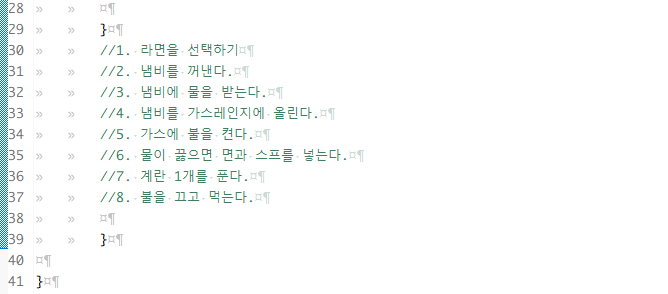 28 » » ¤¶
29 » » }¤¶
30 » » //1.·라면을·선택하기¤¶
31 » » //2.·냄비를·꺼낸다.¤¶
32 » » //3.·냄비에·물을·받는다.¤¶
33 » » //4.·냄비를·가스레인지에·올린다.¤¶
34 » » //5.·가스에·불을·켠다.¤¶
35 » » //6.·물이·끓으면·면과·스프를·넣는다.¤¶
36 » » //7.·계란·1개를·푼다.¤¶
37 » » //8.·불을·끄고·먹는다.¤¶
38 » » ¤¶
39 » » }¤¶
40 ¤¶
41 }¤¶